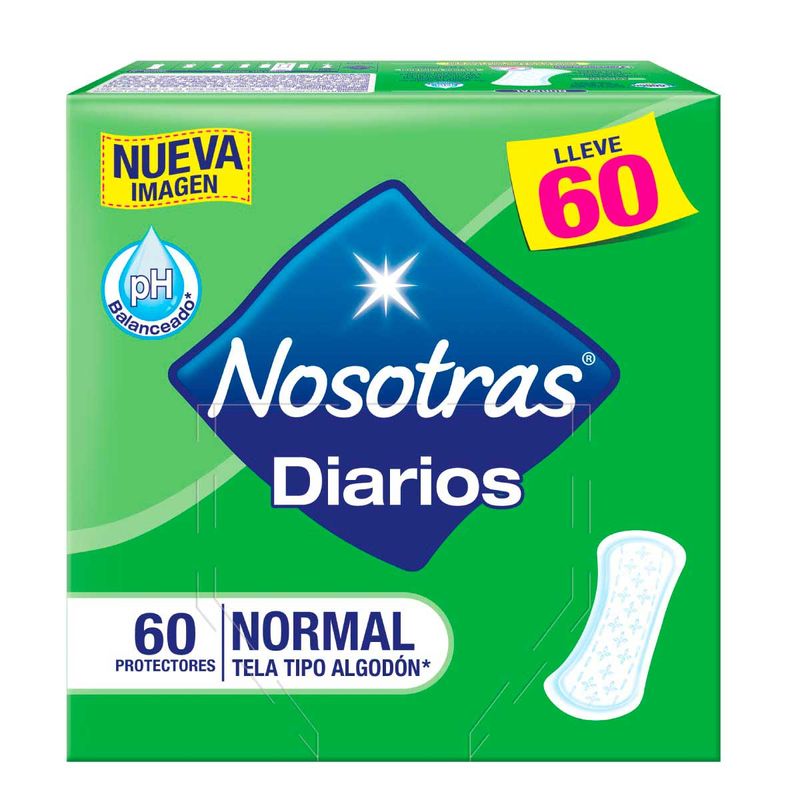 NUEVA
IMAGEN
LLEVE
60
pH
Balanceado*
Nosotras®
Diarios
60
PROTECTORES
NORMAL
TELA TIPO ALGODÓN*